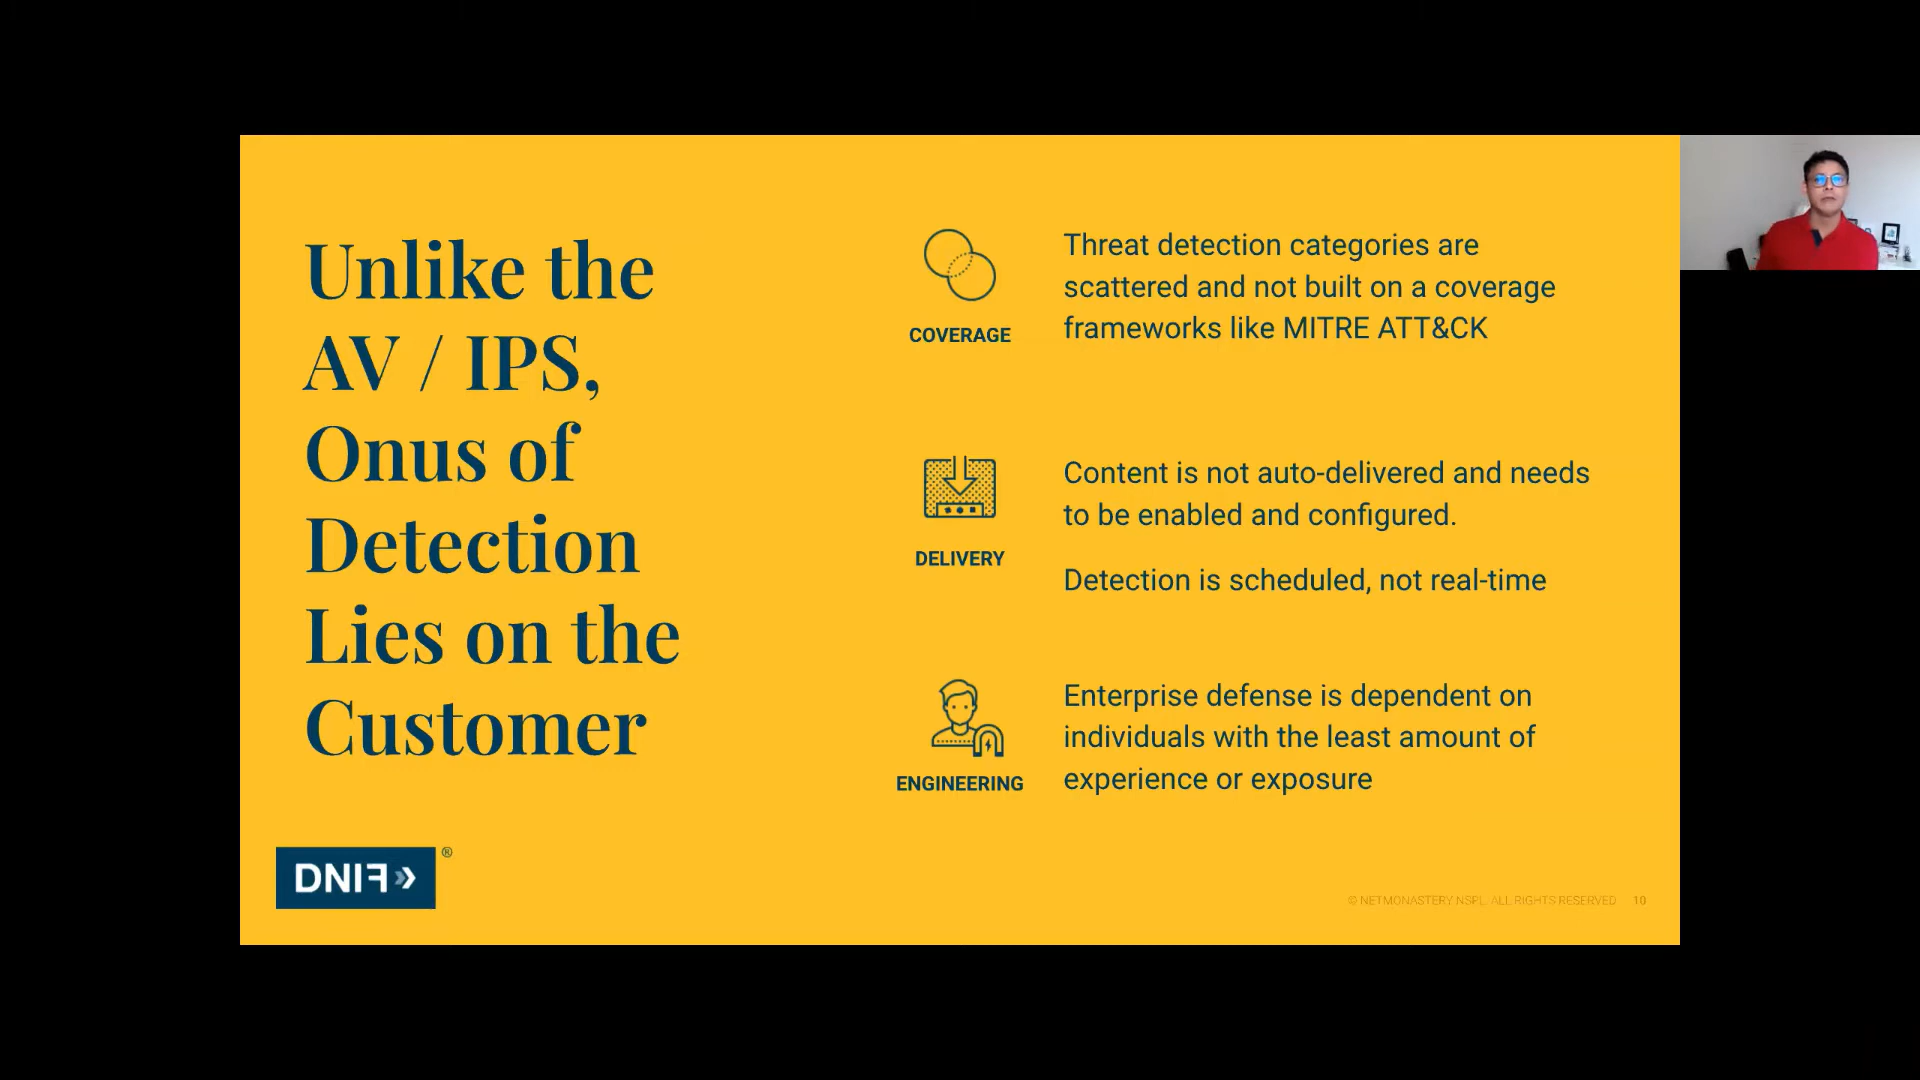 Unlike the
AV / IPS,
Onus of
Detection
Lies on the
Customer
COVERAGE
Threat detection categories are
scattered and not built on a coverage
frameworks like MITRE ATT&CK
DELIVERY
Content is not auto-delivered and needs
to be enabled and configured.
Detection is scheduled, not real-time
ENGINEERING
Enterprise defense is dependent on
individuals with the least amount of
experience or exposure
DNIF ®
© NETMONASTERY NSPL. ALL RIGHTS RESERVED 10